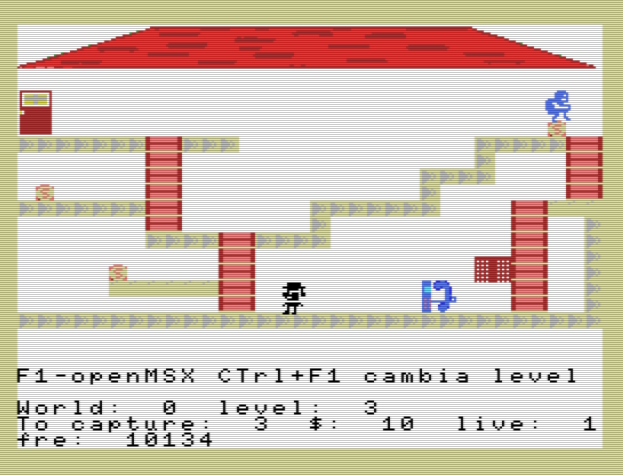 F1-openMSX CTrl+F1 cambia level
World: 0 level: 3
To capture: 3 $: 10 live: 1
fre: 10134